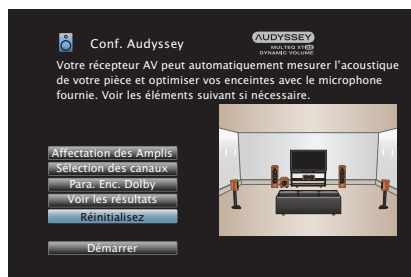 Conf. Audyssey
AUDYSSEY
MULTEQ XT32
DYNAMIC VOLUME
Votre récepteur AV peut automatiquement mesurer l'acoustique
de votre pièce et optimiser vos enceintes avec le microphone
fournie. Voir les éléments suivant si nécessaire.
Affectation des Amplis
Sélection des canaux
Para. Enc. Dolby
Voir les résultats
Réinitialisez
Démarrer